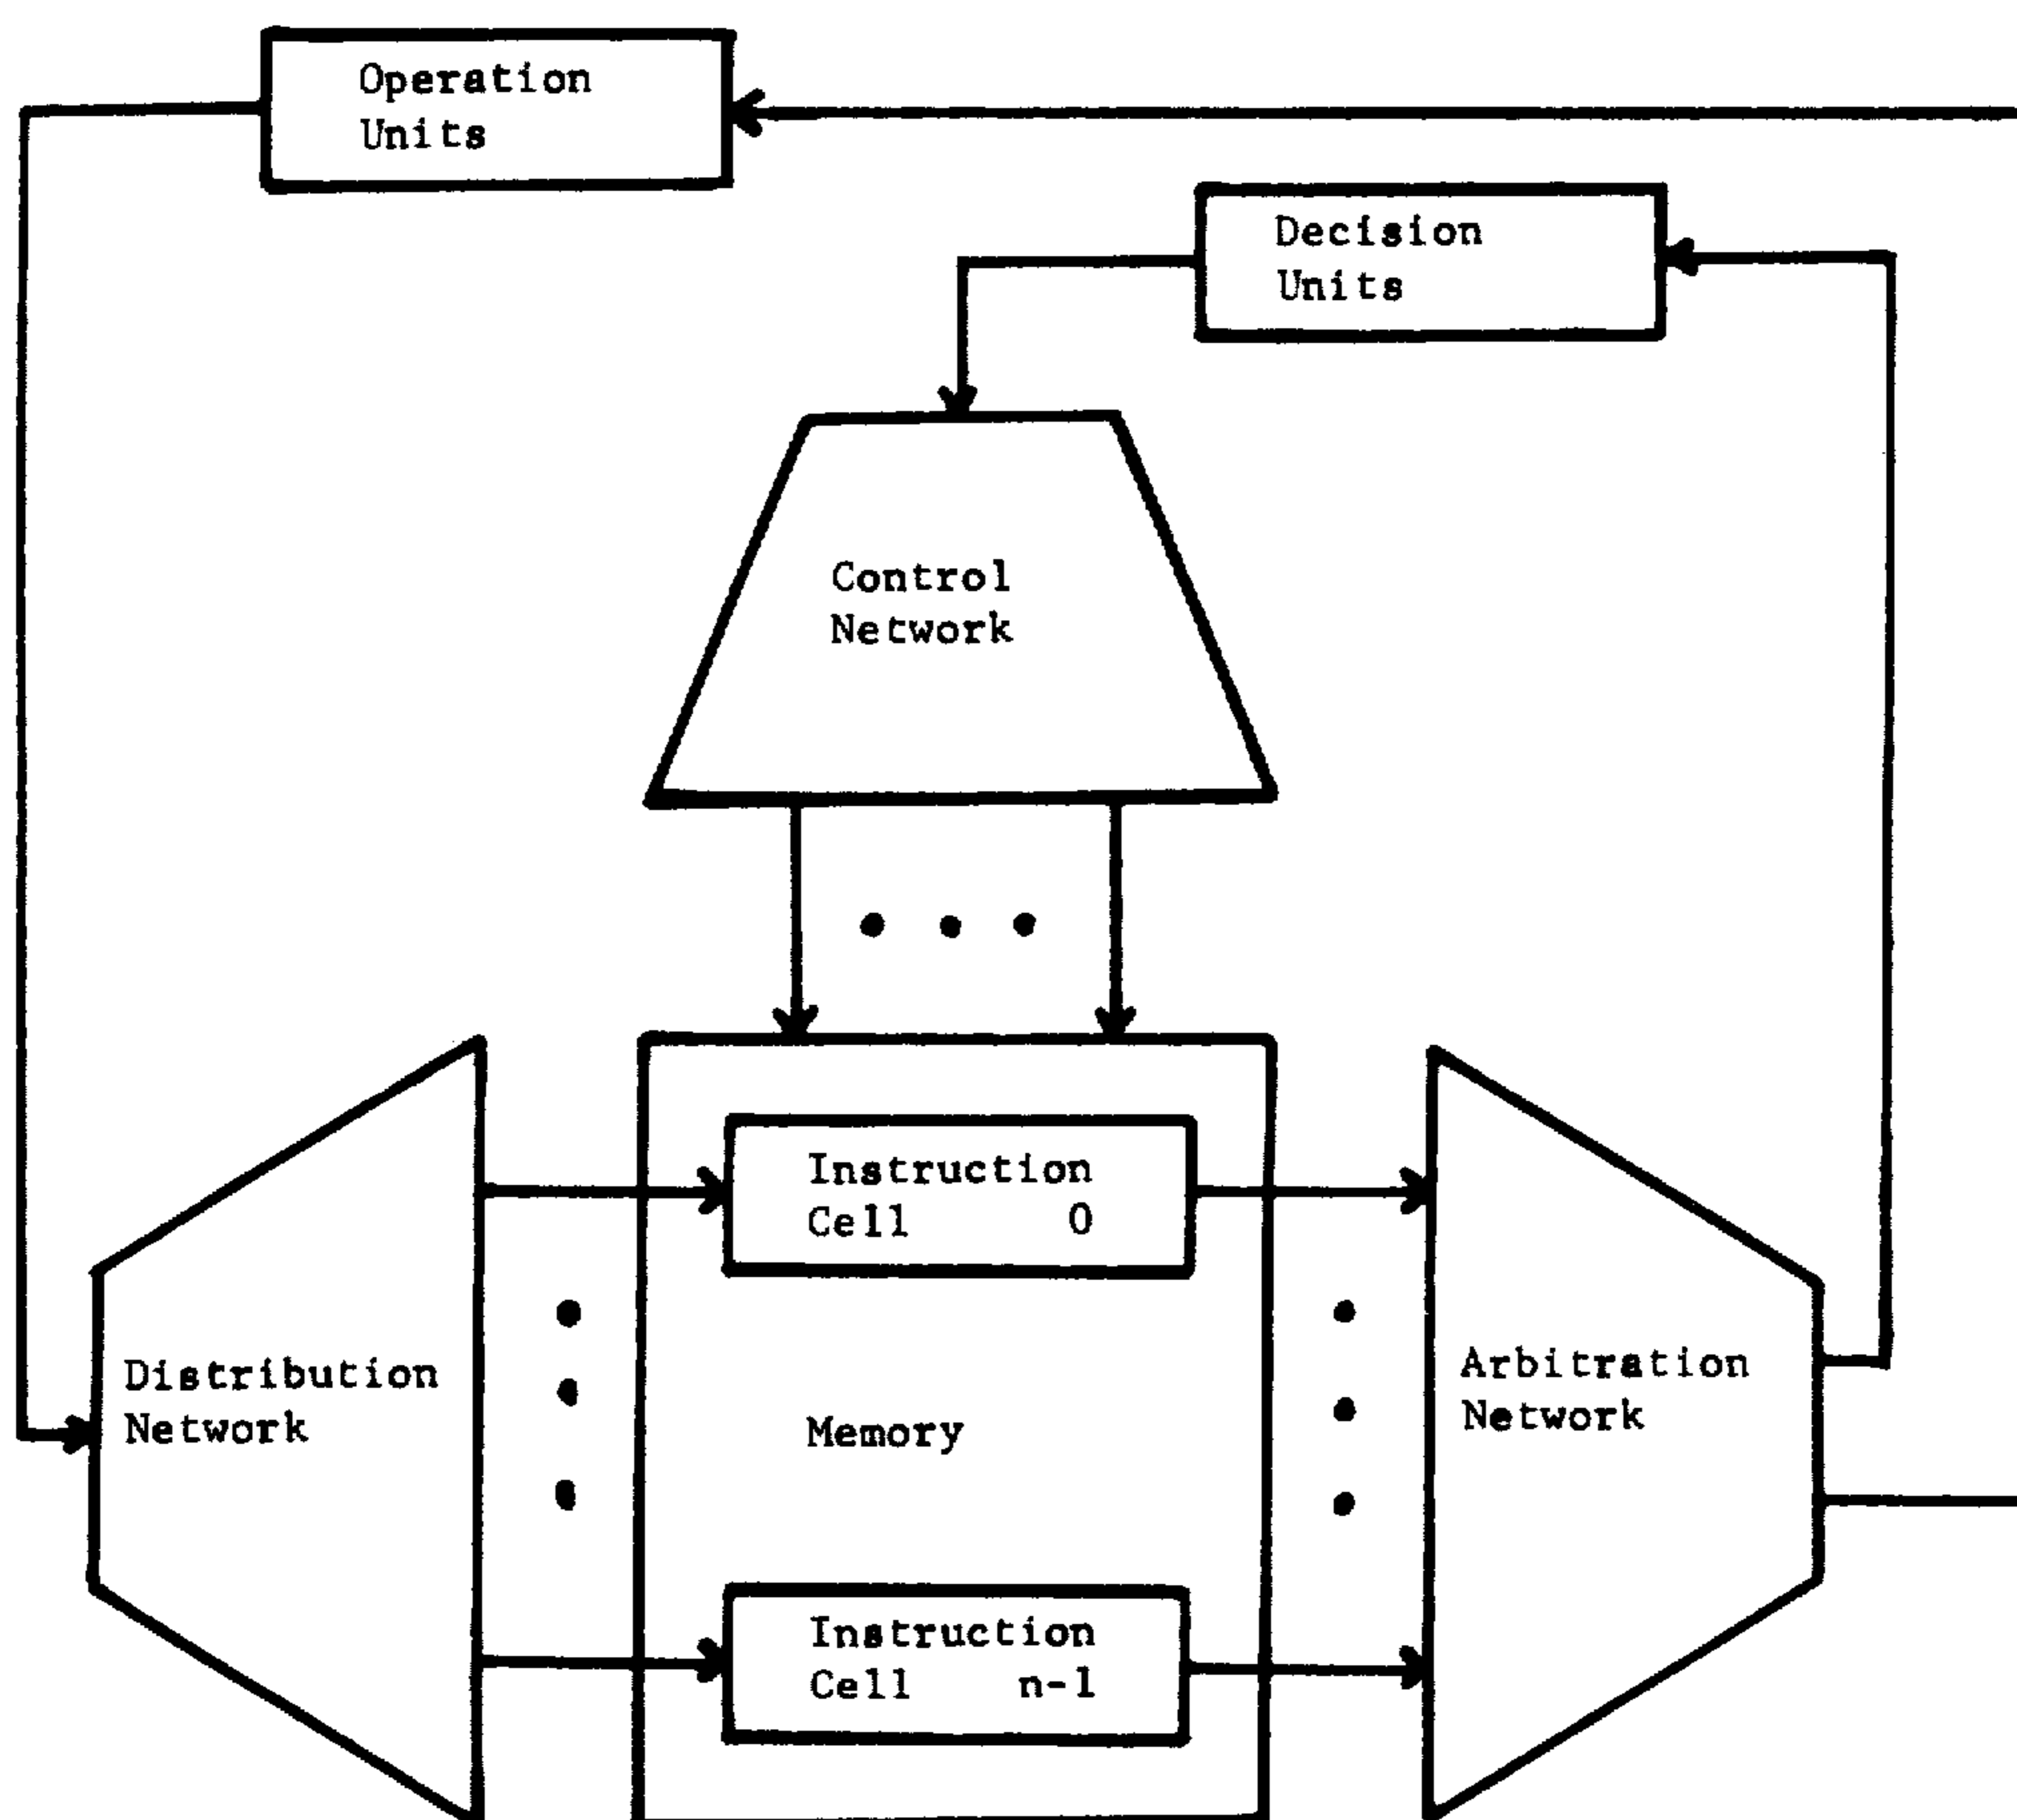 Operation
Units
Decision
Units
Control
Network
Instruction
Cell 0
Distribution
Network
Memory
Arbitration
Network
Instruction
Cell n-1